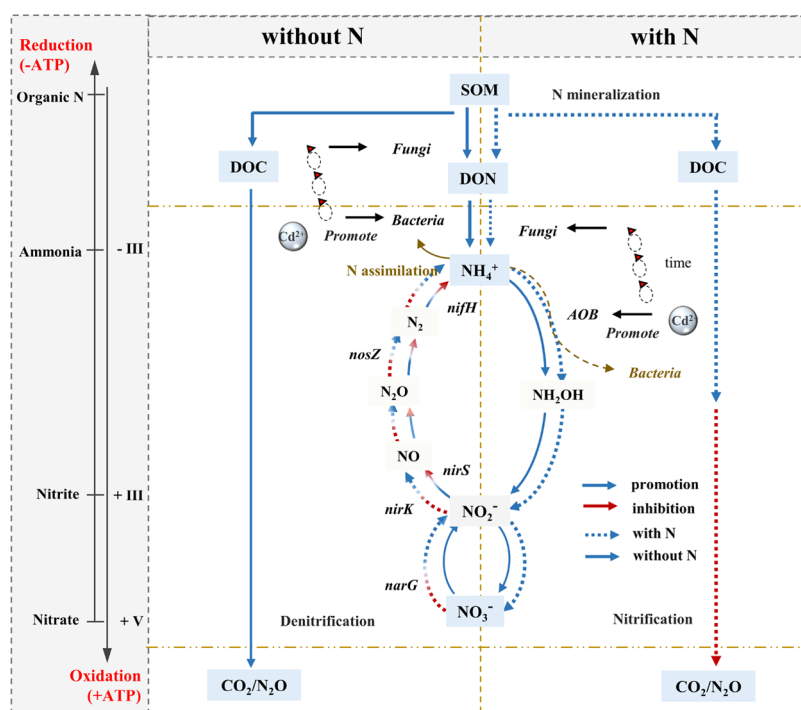 without N
with N
Reduction
(-ATP)
Organic N
SOM
N mineralization
DOC
Fungi
DON
DOC
Cd²⁺
Promote
Bacteria
Ammonia
- III
N assimilation
NH₄⁺
Fungi
time
N₂
nifH
AOB
Promote
Cd²
nosZ
Bacteria
N₂O
NH₂OH
NO
nirS
promotion
Nitrite
+ III
nirK
NO₂⁻
inhibition
with N
without N
narG
Nitrate
+ V
Denitrification
NO₃⁻
Nitrification
Oxidation
(+ATP)
CO₂/N₂O
CO₂/N₂O